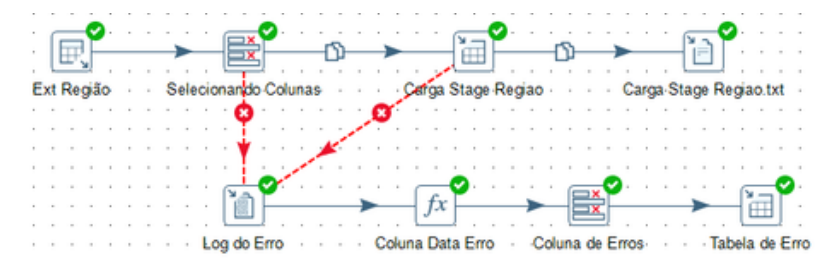 Ext Região
Selecionando Colunas
Carga Stage Regiao
Carga Stage Regiao.txt
Log do Erro
fx
Coluna Data Erro
Coluna de Erros
Tabela de Erro